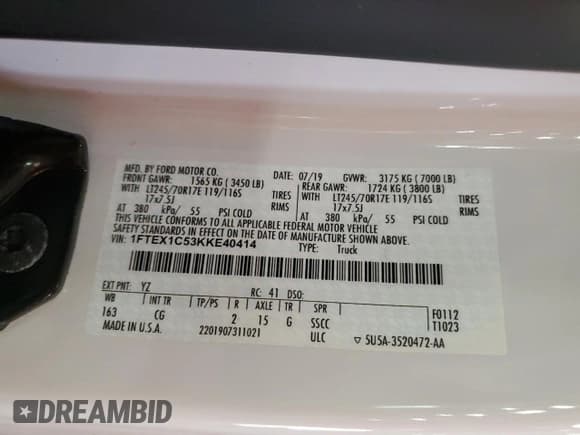 MFD. BY FORD MOTOR CO.
07/19 GVWR: 3175 KG (7000 LB)
FRONT GAWR: 1565 KG (3450 LB)
REAR GAWR: 1724 KG (3800 LB)
WITH LT245/70R17E 119/116S TIRES
WITH LT245/70R17E 119/116S TIRES
17x7.5J RIMS
17x7.5J RIMS
AT 380 kPa/ 55 PSI COLD
AT 380 kPa/ 55 PSI COLD
THIS VEHICLE CONFORMS TO ALL APPLICABLE FEDERAL MOTOR VEHICLE
SAFETY STANDARDS IN EFFECT ON THE DATE OF MANUFACTURE SHOWN ABOVE.
VIN: 1FTEX1C53KKE40414
TYPE: Truck
EXT PNT: YZ RC: 41 DSO:
WB INT TR TP/PS R AXLE TR SPR
163 CG 2 15 G SSCC
F0112
T1023
MADE IN U.S.A. 2201907311021 ULC
▽ 5U5A-3520472-AA
DREAMBID